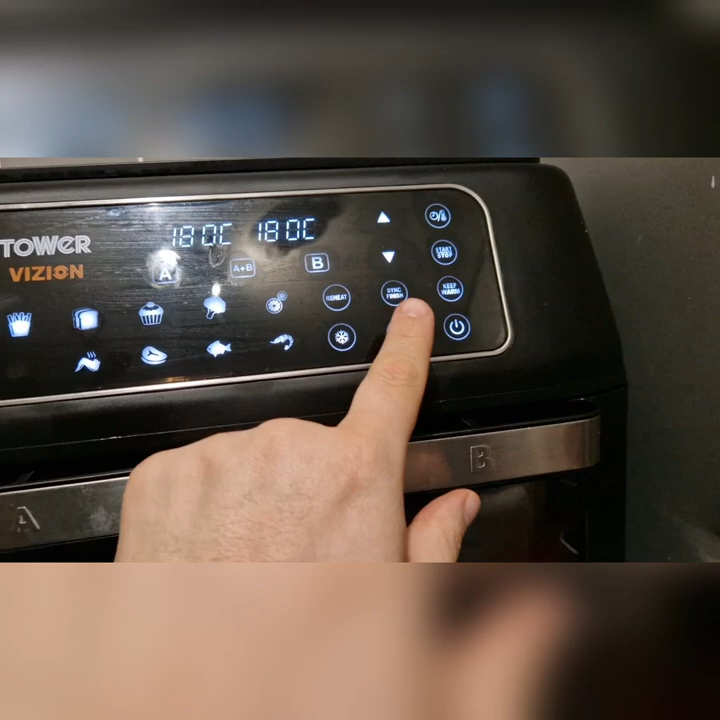 TOWER
VIZION
180C 180C
A
A+B
B
START
STOP
REHEAT
SYNC
FINISH
KEEP
WARM
A
B